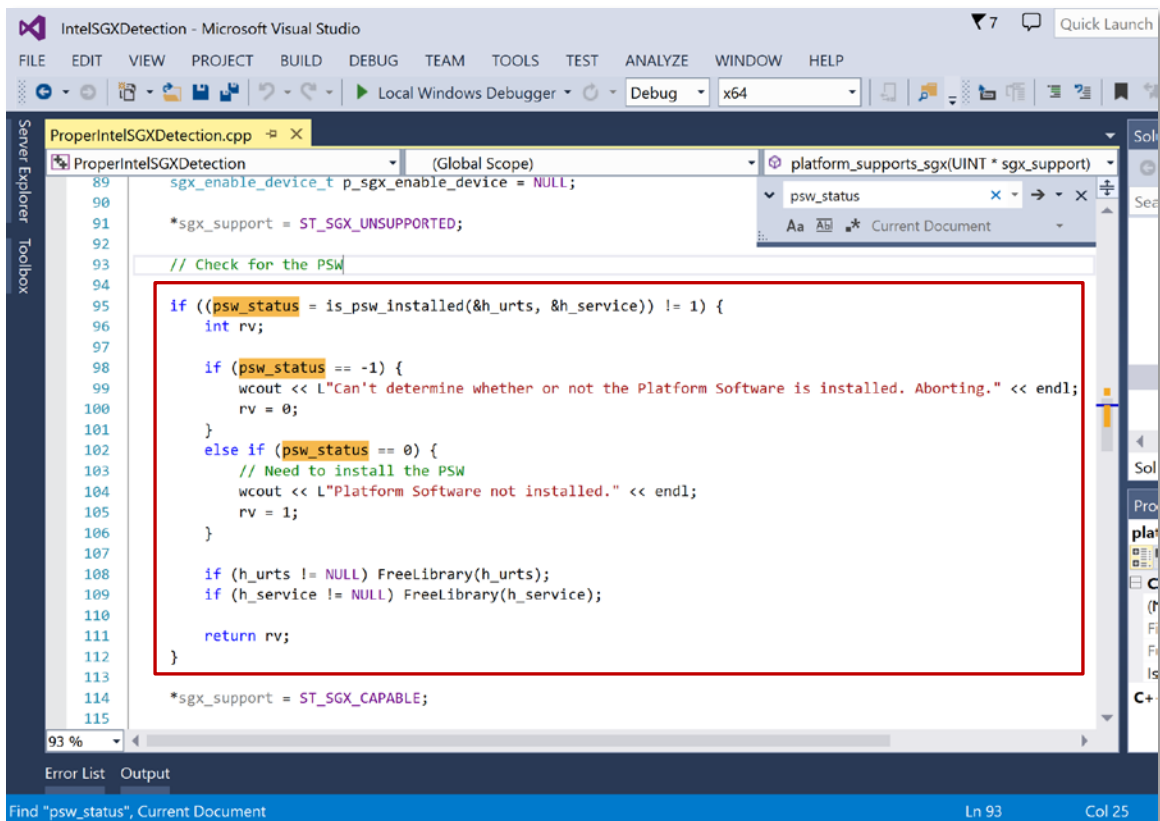 IntelSGXDetection - Microsoft Visual Studio 7 Quick Launch
FILE EDIT VIEW PROJECT BUILD DEBUG TEAM TOOLS TEST ANALYZE WINDOW HELP
Local Windows Debugger Debug x64
Server Explorer
Toolbox
ProperIntelSGXDetection.cpp
ProperIntelSGXDetection (Global Scope) platform_supports_sgx(UINT * sgx_support)
psw_status
Aa Current Document
89 sgx_enable_device_t p_sgx_enable_device = NULL;
90
91 *sgx_support = ST_SGX_UNSUPPORTED;
92
93 // Check for the PSW
94
95 if ((psw_status = is_psw_installed(&h_urts, &h_service)) != 1) {
96 int rv;
97
98 if (psw_status == -1) {
99 wcout << L"Can't determine whether or not the Platform Software is installed. Aborting." << endl;
100 rv = 0;
101 }
102 else if (psw_status == 0) {
103 // Need to install the PSW
104 wcout << L"Platform Software not installed." << endl;
105 rv = 1;
106 }
107
108 if (h_urts != NULL) FreeLibrary(h_urts);
109 if (h_service != NULL) FreeLibrary(h_service);
110
111 return rv;
112 }
113
114 *sgx_support = ST_SGX_CAPABLE;
115
93 %
Error List Output
Find "psw_status", Current Document Ln 93 Col 25
Sol
Pro
C+